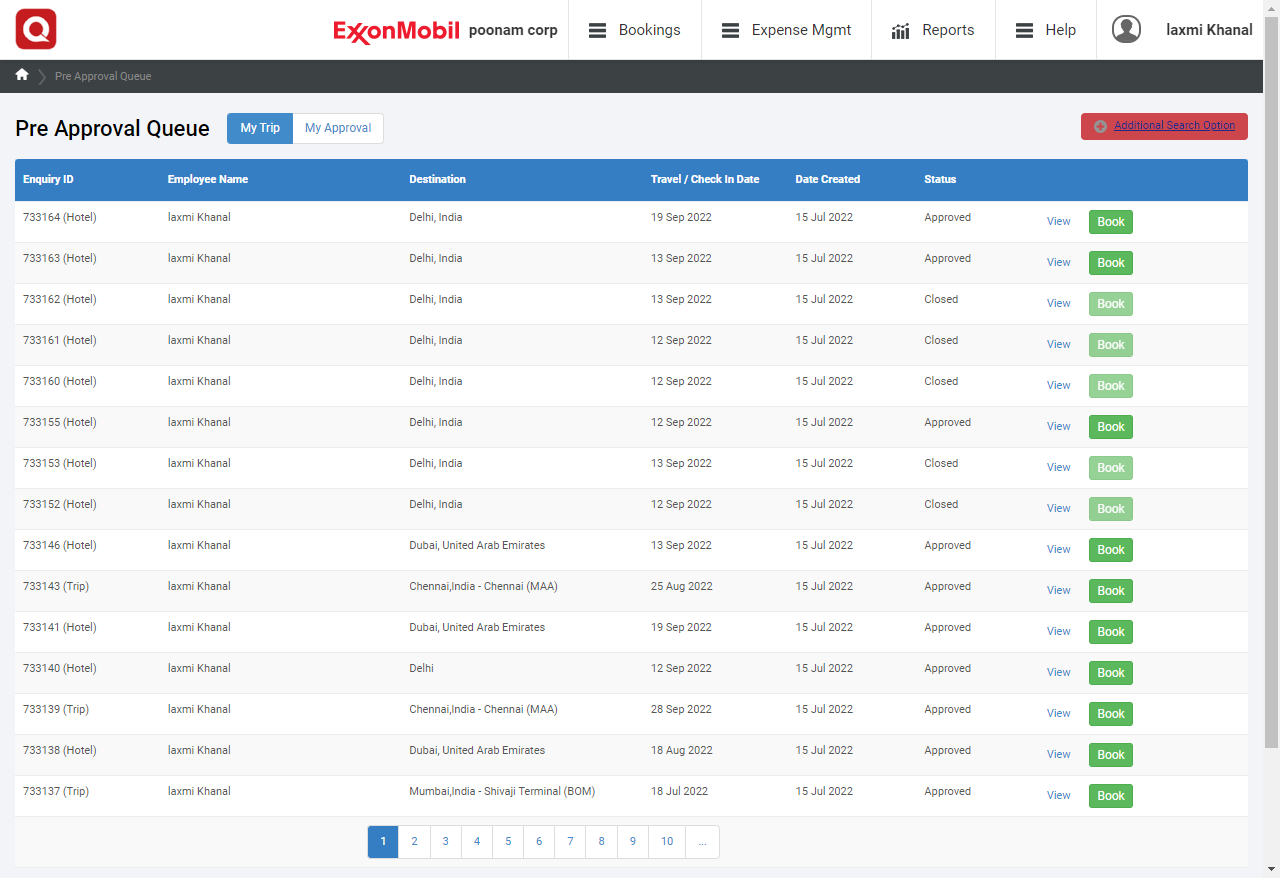 Q ExxonMobil poonam corp Bookings Expense Mgmt Reports Help laxmi Khanal
Pre Approval Queue
Pre Approval Queue My Trip My Approval Additional Search Option
Enquiry ID Employee Name Destination Travel / Check In Date Date Created Status
733164 (Hotel) laxmi Khanal Delhi, India 19 Sep 2022 15 Jul 2022 Approved View Book
733163 (Hotel) laxmi Khanal Delhi, India 13 Sep 2022 15 Jul 2022 Approved View Book
733162 (Hotel) laxmi Khanal Delhi, India 13 Sep 2022 15 Jul 2022 Closed View Book
733161 (Hotel) laxmi Khanal Delhi, India 12 Sep 2022 15 Jul 2022 Closed View Book
733160 (Hotel) laxmi Khanal Delhi, India 12 Sep 2022 15 Jul 2022 Closed View Book
733155 (Hotel) laxmi Khanal Delhi, India 12 Sep 2022 15 Jul 2022 Approved View Book
733153 (Hotel) laxmi Khanal Delhi, India 13 Sep 2022 15 Jul 2022 Closed View Book
733152 (Hotel) laxmi Khanal Delhi, India 12 Sep 2022 15 Jul 2022 Closed View Book
733146 (Hotel) laxmi Khanal Dubai, United Arab Emirates 13 Sep 2022 15 Jul 2022 Approved View Book
733143 (Trip) laxmi Khanal Chennai,India - Chennai (MAA) 25 Aug 2022 15 Jul 2022 Approved View Book
733141 (Hotel) laxmi Khanal Dubai, United Arab Emirates 19 Sep 2022 15 Jul 2022 Approved View Book
733140 (Hotel) laxmi Khanal Delhi 12 Sep 2022 15 Jul 2022 Approved View Book
733139 (Trip) laxmi Khanal Chennai,India - Chennai (MAA) 28 Sep 2022 15 Jul 2022 Approved View Book
733138 (Hotel) laxmi Khanal Dubai, United Arab Emirates 18 Aug 2022 15 Jul 2022 Approved View Book
733137 (Trip) laxmi Khanal Mumbai,India - Shivaji Terminal (BOM) 18 Jul 2022 15 Jul 2022 Approved View Book
1 2 3 4 5 6 7 8 9 10 ...